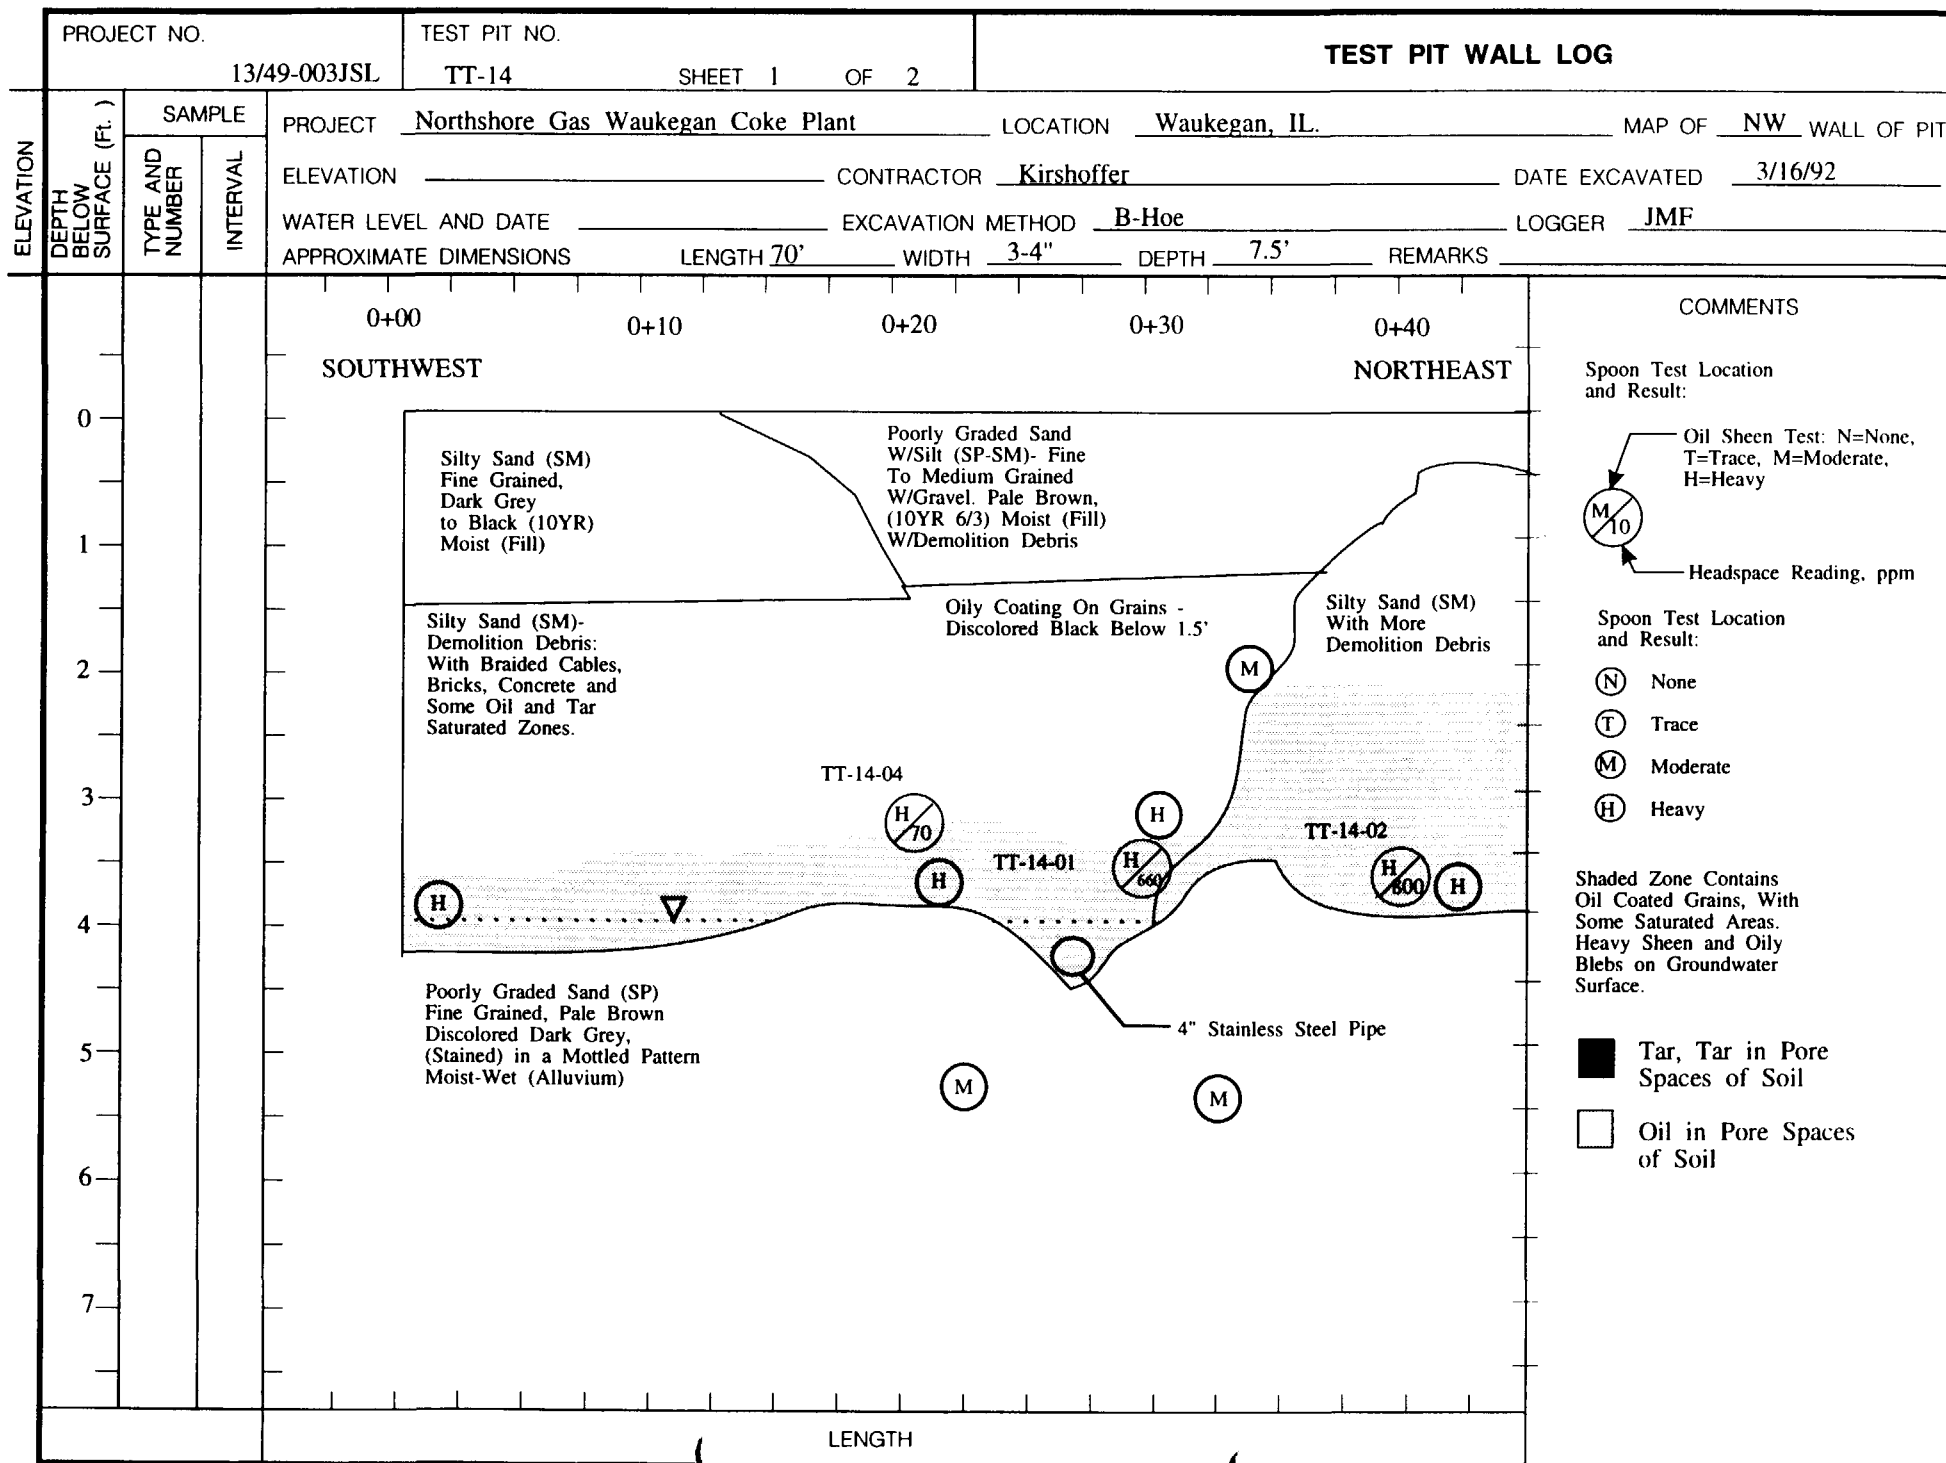 PROJECT NO.
13/49-003JSL
TEST PIT NO.
TT-14 SHEET 1 OF 2
TEST PIT WALL LOG
ELEVATION
DEPTH BELOW SURFACE (Ft. )
SAMPLE
TYPE AND NUMBER
INTERVAL
PROJECT Northshore Gas Waukegan Coke Plant LOCATION Waukegan, IL. MAP OF NW WALL OF PIT
ELEVATION CONTRACTOR Kirshoffer DATE EXCAVATED 3/16/92
WATER LEVEL AND DATE EXCAVATION METHOD B-Hoe LOGGER JMF
APPROXIMATE DIMENSIONS LENGTH 70' WIDTH 3-4" DEPTH 7.5' REMARKS
0+00 0+10 0+20 0+30 0+40
SOUTHWEST NORTHEAST
0
1
2
3
4
5
6
7
Silty Sand (SM)
Fine Grained,
Dark Grey
to Black (10YR)
Moist (Fill)
Poorly Graded Sand
W/Silt (SP-SM)- Fine
To Medium Grained
W/Gravel. Pale Brown,
(10YR 6/3) Moist (Fill)
W/Demolition Debris
Silty Sand (SM)-
Demolition Debris:
With Braided Cables,
Bricks, Concrete and
Some Oil and Tar
Saturated Zones.
Oily Coating On Grains -
Discolored Black Below 1.5'
Silty Sand (SM)
With More
Demolition Debris
M
TT-14-04
H 70
H
TT-14-01
H 660
H
TT-14-02
H 800
H
H
4" Stainless Steel Pipe
Poorly Graded Sand (SP)
Fine Grained, Pale Brown
Discolored Dark Grey,
(Stained) in a Mottled Pattern
Moist-Wet (Alluvium)
M
M
LENGTH
COMMENTS
Spoon Test Location
and Result:
Oil Sheen Test: N=None,
T=Trace, M=Moderate,
H=Heavy
M 10
Headspace Reading, ppm
Spoon Test Location
and Result:
N None
T Trace
M Moderate
H Heavy
Shaded Zone Contains
Oil Coated Grains, With
Some Saturated Areas.
Heavy Sheen and Oily
Blebs on Groundwater
Surface.
Tar, Tar in Pore
Spaces of Soil
Oil in Pore Spaces
of Soil